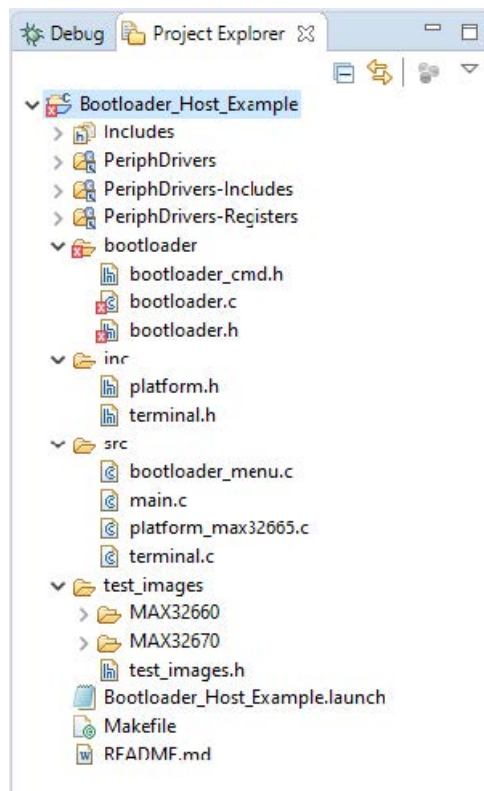 Debug Project Explorer
Bootloader_Host_Example
Includes
PeriphDrivers
PeriphDrivers-Includes
PeriphDrivers-Registers
bootloader
bootloader_cmd.h
bootloader.c
bootloader.h
inc
platform.h
terminal.h
src
bootloader_menu.c
main.c
platform_max32665.c
terminal.c
test_images
MAX32660
MAX32670
test_images.h
Bootloader_Host_Example.launch
Makefile
README.md